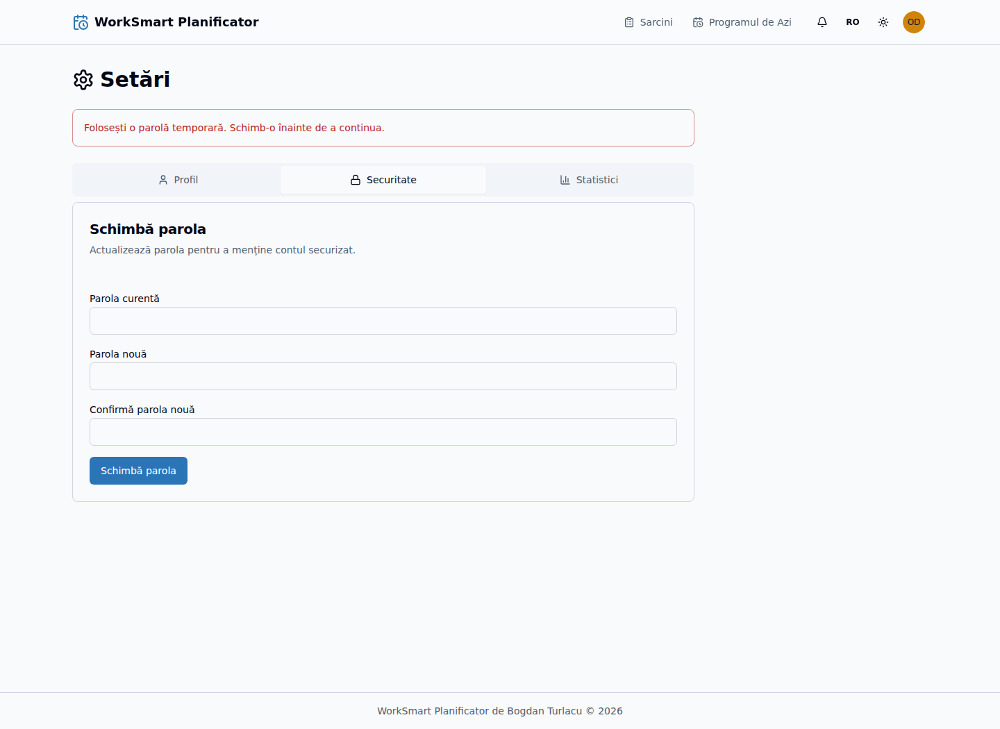 WorkSmart Planificator
Sarcini
Programul de Azi
RO
OD
Setări
Folosești o parolă temporară. Schimb-o înainte de a continua.
Profil
Securitate
Statistici
Schimbă parola
Actualizează parola pentru a menține contul securizat.
Parola curentă
Parola nouă
Confirmă parola nouă
Schimbă parola
WorkSmart Planificator de Bogdan Turlacu © 2026